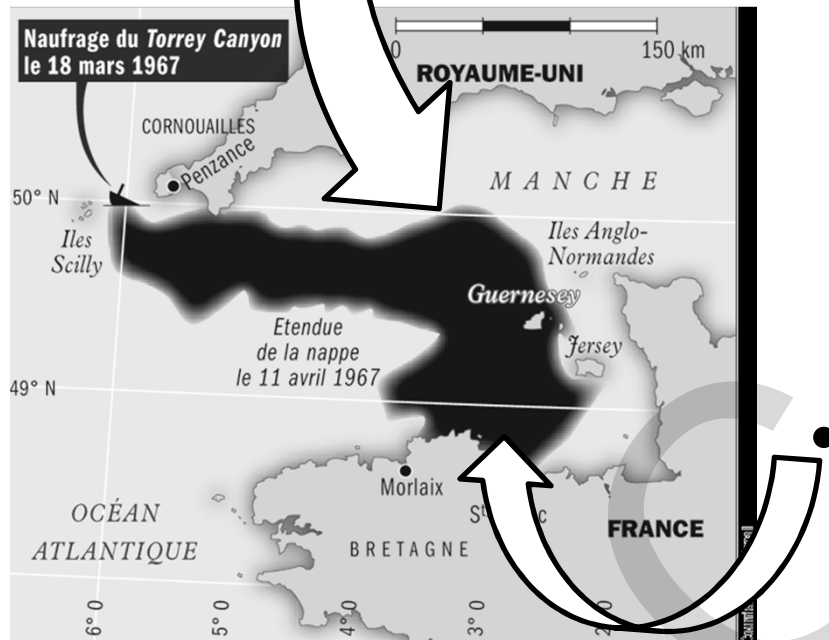 Naufrage du Torrey Canyon
le 18 mars 1967
0
150 km
ROYAUME-UNI
CORNOUAILLES
Penzance
MANCHE
50° N
Iles
Scilly
Iles Anglo-
Normandes
Guernesey
Jersey
Etendue
de la nappe
le 11 avril 1967
49° N
Morlaix
OCÉAN
ATLANTIQUE
BRETAGNE
FRANCE
6° O
5° O
4° O
3° O